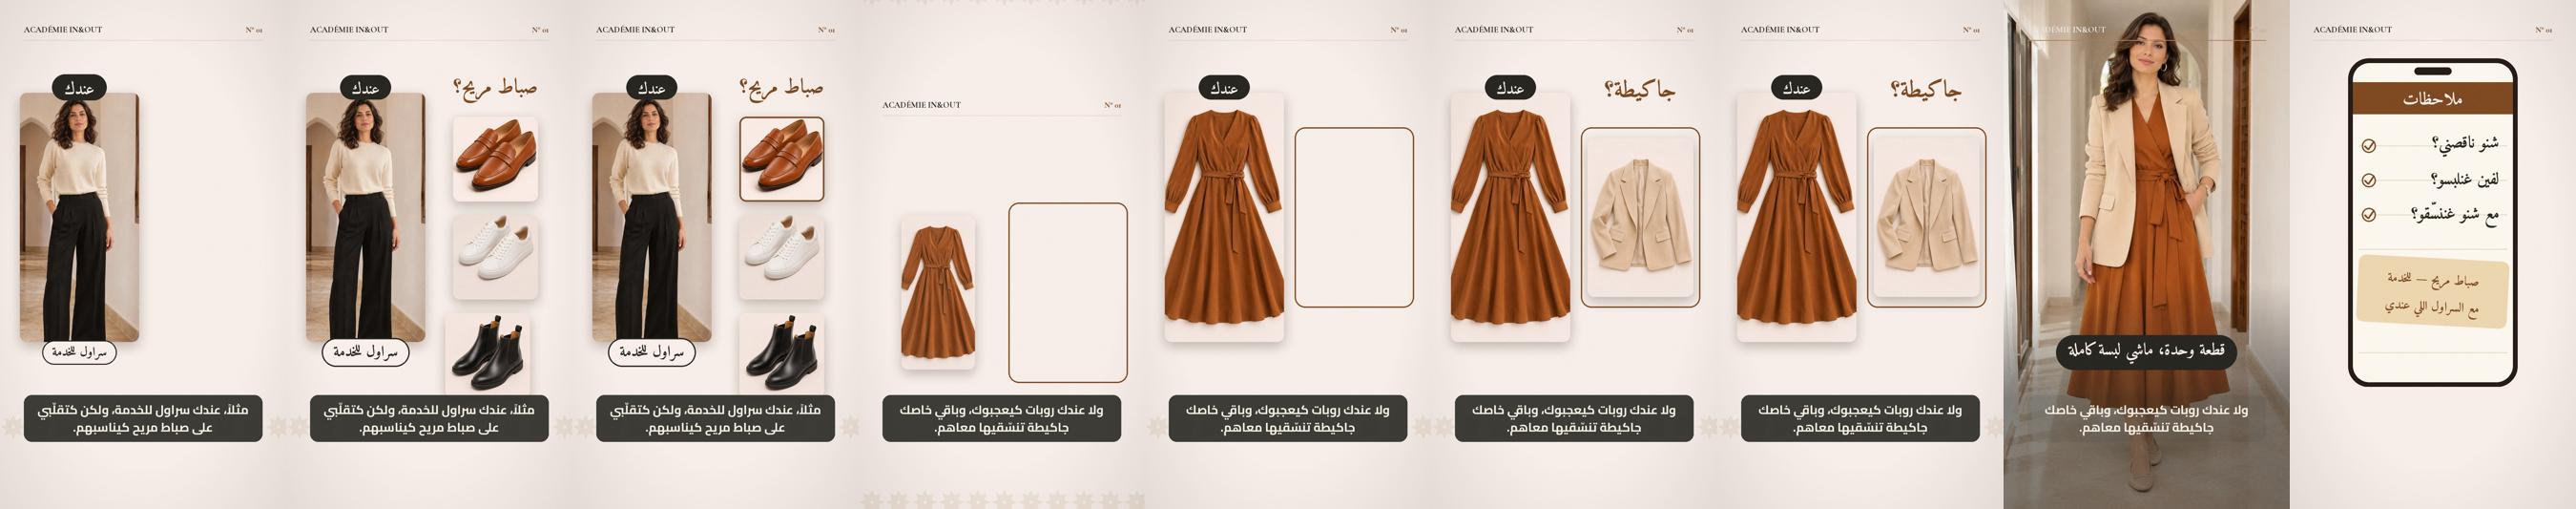 ACADÉMIE IN&OUT
N° 01
عندك
سراول للخدمة
مثلا، عندك سراول للخدمة، ولكن كتقلّبي
على صباط مريح كيناسبهم.
ACADÉMIE IN&OUT
N° 01
عندك
صباط مريح؟
سراول للخدمة
مثلا، عندك سراول للخدمة، ولكن كتقلّبي
على صباط مريح كيناسبهم.
ACADÉMIE IN&OUT
N° 01
عندك
صباط مريح؟
سراول للخدمة
مثلا، عندك سراول للخدمة، ولكن كتقلّبي
على صباط مريح كيناسبهم.
ACADÉMIE IN&OUT
N° 01
ولا عندك روبات كيعجبوك، وباقي خاصك
جاكيطة تنسّقيها معاهم.
ACADÉMIE IN&OUT
N° 01
عندك
ولا عندك روبات كيعجبوك، وباقي خاصك
جاكيطة تنسّقيها معاهم.
ACADÉMIE IN&OUT
N° 01
عندك
جاكيطة؟
ولا عندك روبات كيعجبوك، وباقي خاصك
جاكيطة تنسّقيها معاهم.
ACADÉMIE IN&OUT
N° 01
عندك
جاكيطة؟
ولا عندك روبات كيعجبوك، وباقي خاصك
جاكيطة تنسّقيها معاهم.
ACADÉMIE IN&OUT
قطعة وحدة، ماشي لبسة كاملة
ولا عندك روبات كيعجبوك، وباقي خاصك
جاكيطة تنسّقيها معاهم.
ACADÉMIE IN&OUT
N° 01
ملاحظات
شنو ناقصني؟
لفين غنلبسو؟
مع شنو غننسّقو؟
صباط مريح — للخدمة
مع السراول اللي عندي